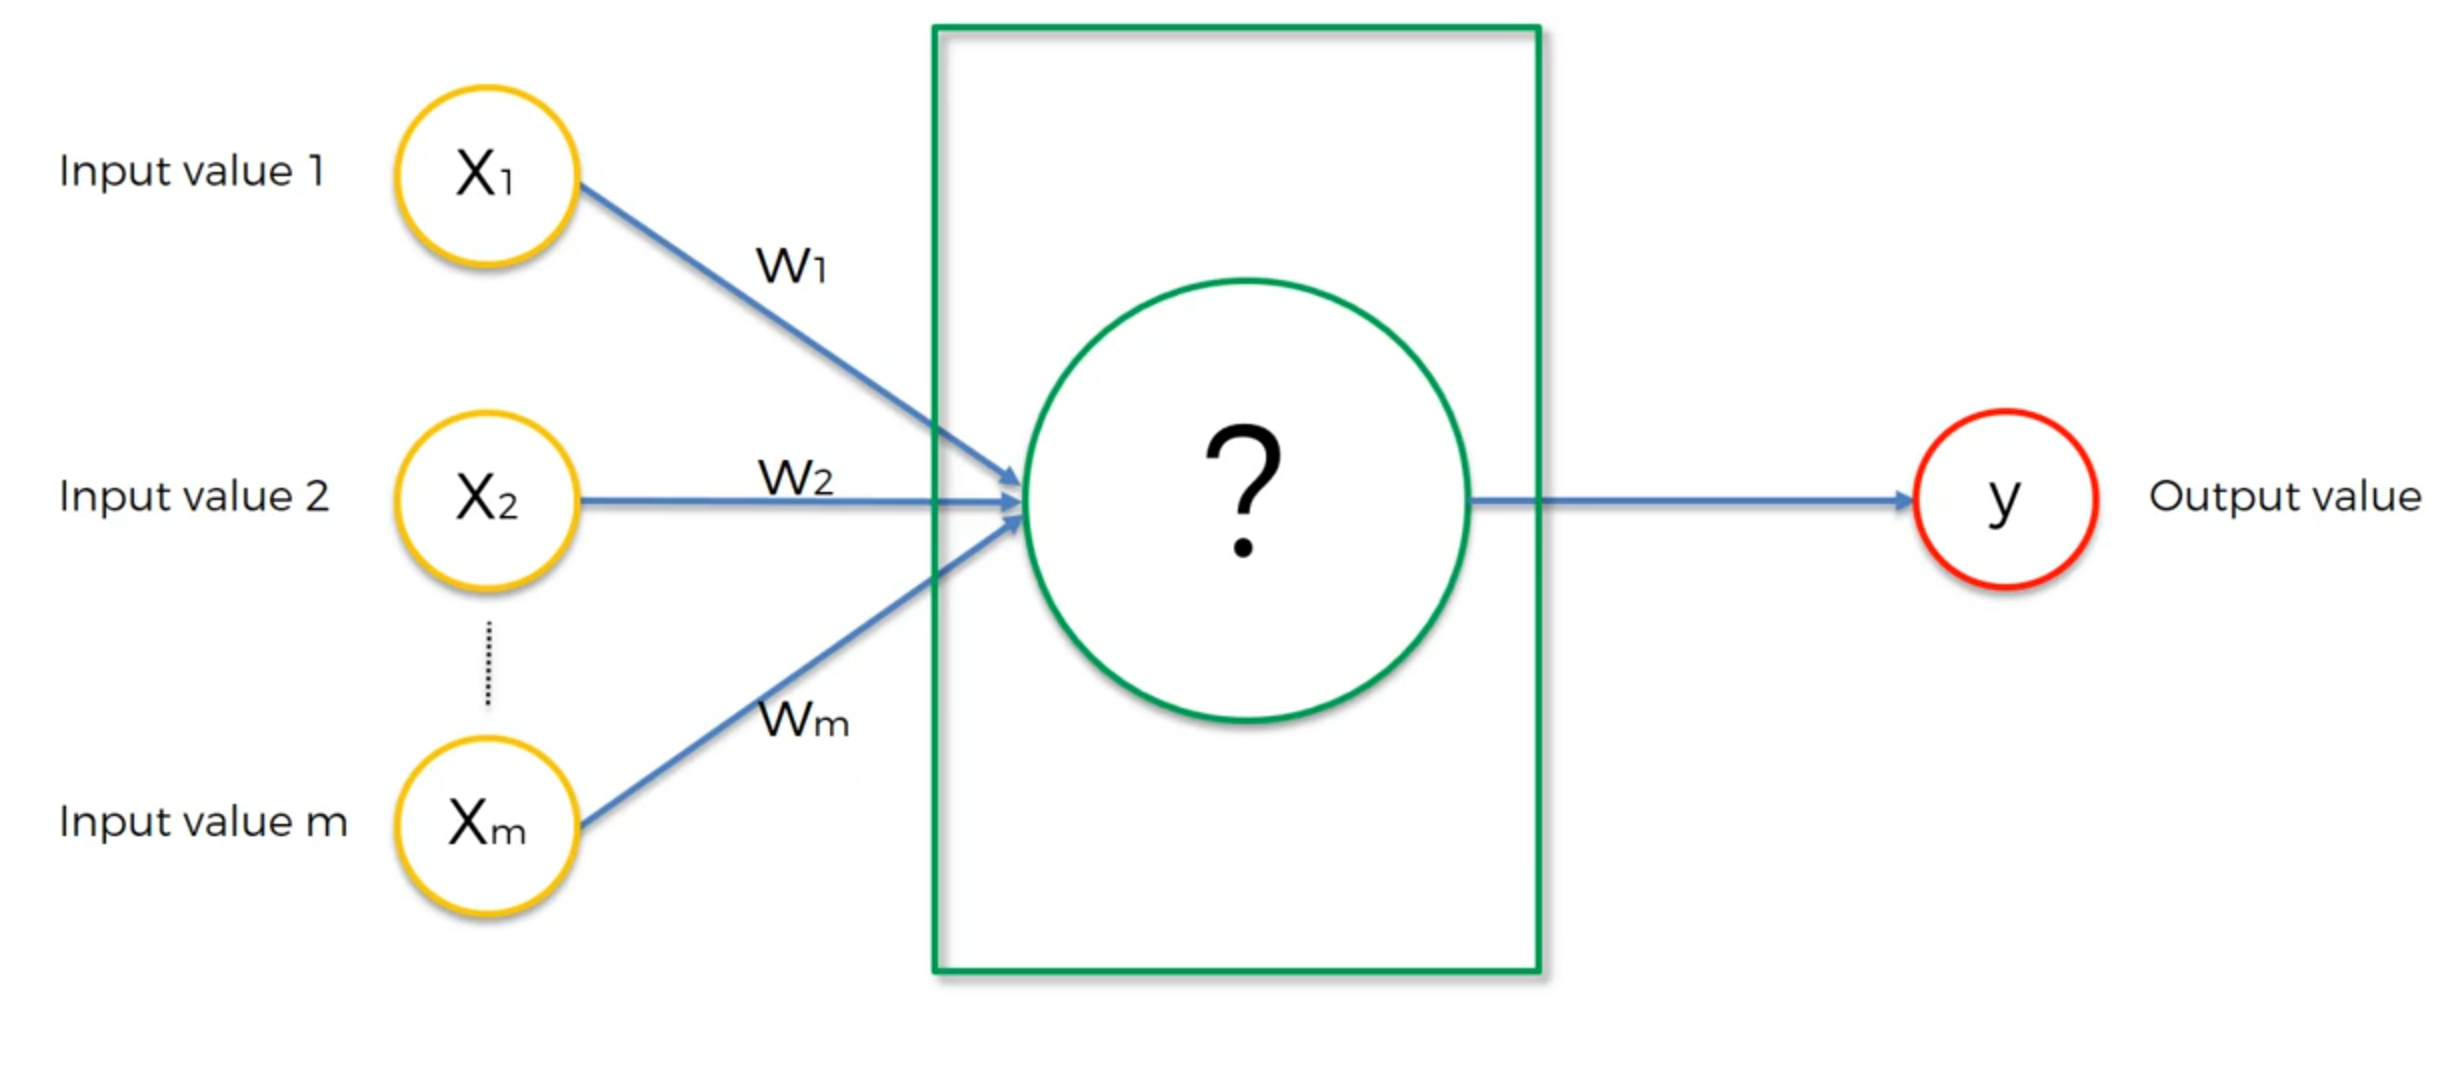 Input value 1
X1
W1
Input value 2
X2
W2
?
y
Output value
Wm
Input value m
Xm